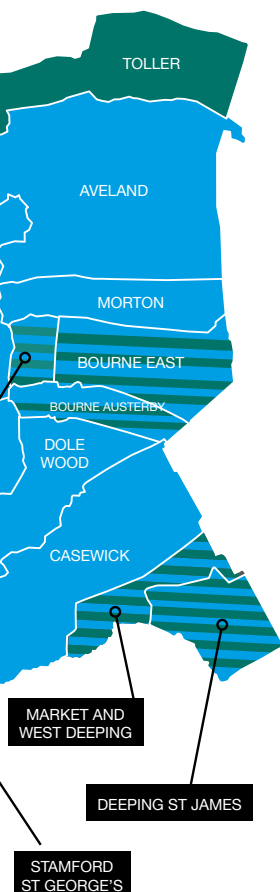 TOLLER
AVELAND
MORTON
BOURNE EAST
BOURNE AUSTERBY
DOLE
WOOD
CASEWICK
MARKET AND
WEST DEEPING
DEEPING ST JAMES
STAMFORD
ST GEORGE'S